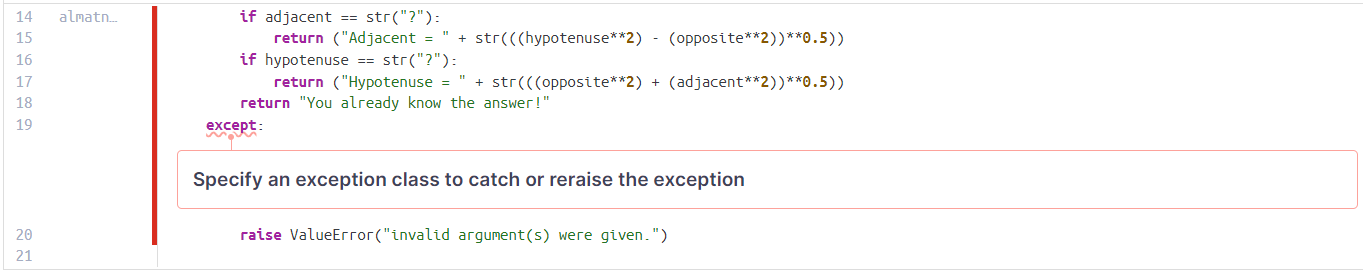 14 almatn… if adjacent == str("?"):
15 return ("Adjacent = " + str(((hypotenuse**2) - (opposite**2))**0.5))
16 if hypotenuse == str("?"):
17 return ("Hypotenuse = " + str(((opposite**2) + (adjacent**2))**0.5))
18 return "You already know the answer!"
19 except:
Specify an exception class to catch or reraise the exception
20 raise ValueError("invalid argument(s) were given.")
21